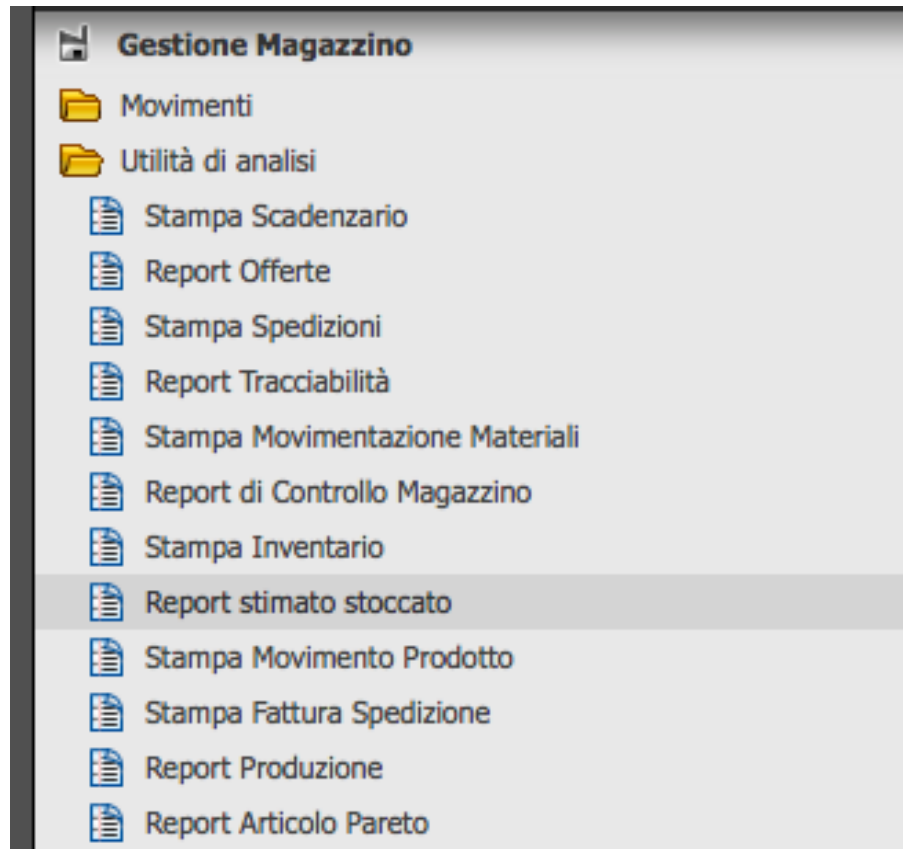 Gestione Magazzino
Movimenti
Utilità di analisi
Stampa Scadenzario
Report Offerte
Stampa Spedizioni
Report Tracciabilità
Stampa Movimentazione Materiali
Report di Controllo Magazzino
Stampa Inventario
Report stimato stoccato
Stampa Movimento Prodotto
Stampa Fattura Spedizione
Report Produzione
Report Articolo Pareto